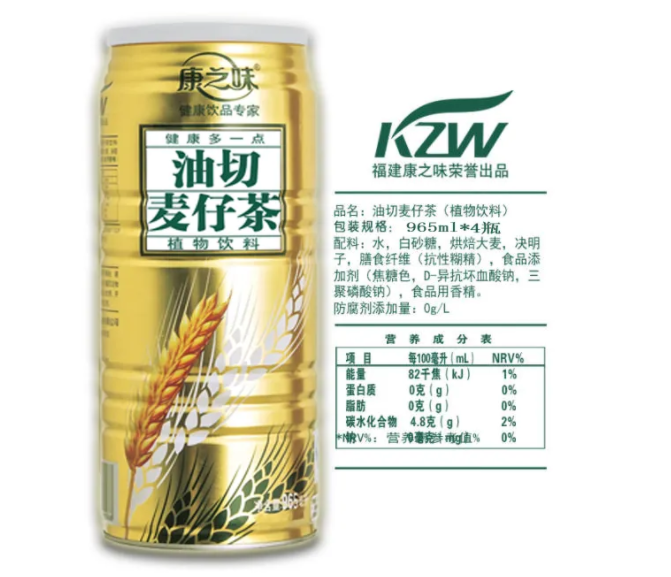 康之味®
健康饮品专家
健康多一点
油切
麦仔茶
植物饮料
965
KZW
福建康之味荣誉出品
品名：油切麦仔茶（植物饮料）
包装规格：965ml*4瓶
配料：水，白砂糖，烘焙大麦，决明
子，膳食纤维（抗性糊精），食品添
加剂（焦糖色，D-异抗坏血酸钠，三
聚磷酸钠），食品用香精。
防腐剂添加量：0g/L
营养成分表
项目 每100毫升（mL） NRV%
能量 82千焦（kJ） 1%
蛋白质 0克（g） 0%
脂肪 0克（g） 0%
碳水化合物 4.8克（g） 2%
钠 0毫克 mg 0%